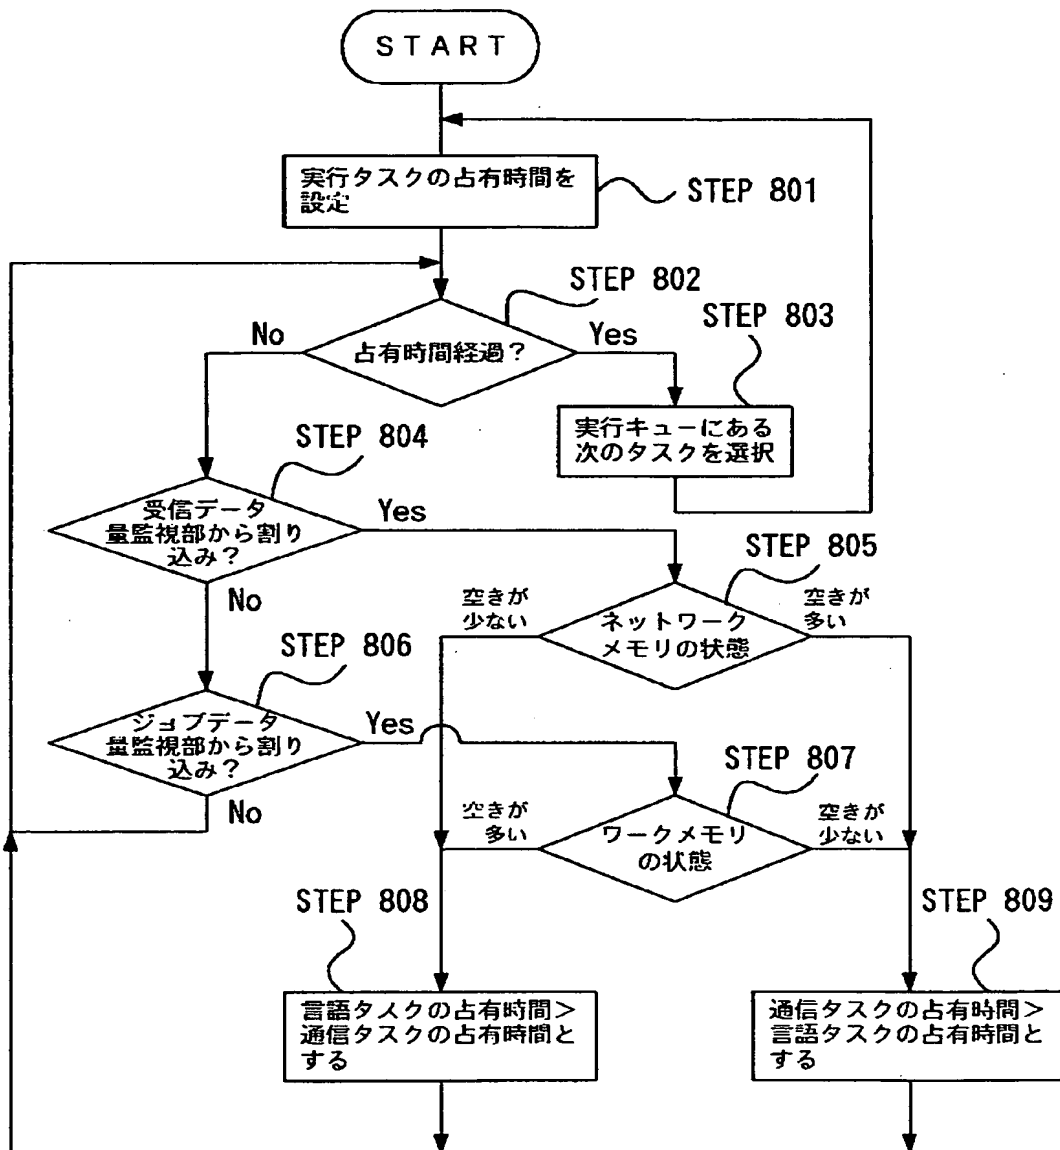 START
実行タスクの占有時間を
設定
STEP 801
STEP 802
占有時間経過?
No
Yes
STEP 803
実行キューにある
次のタスクを選択
STEP 804
受信データ
量監視部から割り
込み?
Yes
No
STEP 805
ネットワーク
メモリの状態
空きが
少ない
空きが
多い
STEP 806
ジョブデータ
量監視部から割り
込み?
Yes
No
STEP 807
ワークメモリ
の状態
空きが
多い
空きが
少ない
STEP 808
言語タスクの占有時間>
通信タスクの占有時間と
する
STEP 809
通信タスクの占有時間>
言語タスクの占有時間と
する